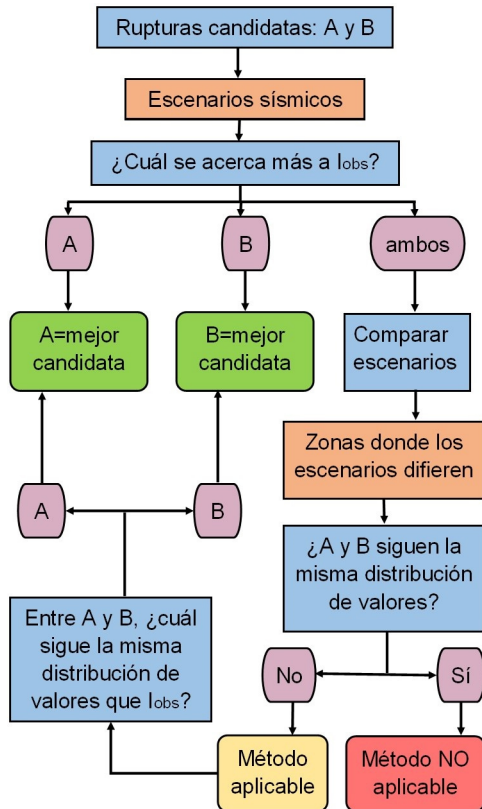 Rupturas candidatas: A y B
Escenarios sísmicos
¿Cuál se acerca más a Iobs?
A
B
ambos
A=mejor
candidata
B=mejor
candidata
Comparar
escenarios
Zonas donde los
escenarios difieren
A
B
¿A y B siguen la
misma distribución
de valores?
Entre A y B, ¿cuál
sigue la misma
distribución de
valores que Iobs?
No
Sí
Método
aplicable
Método NO
aplicable